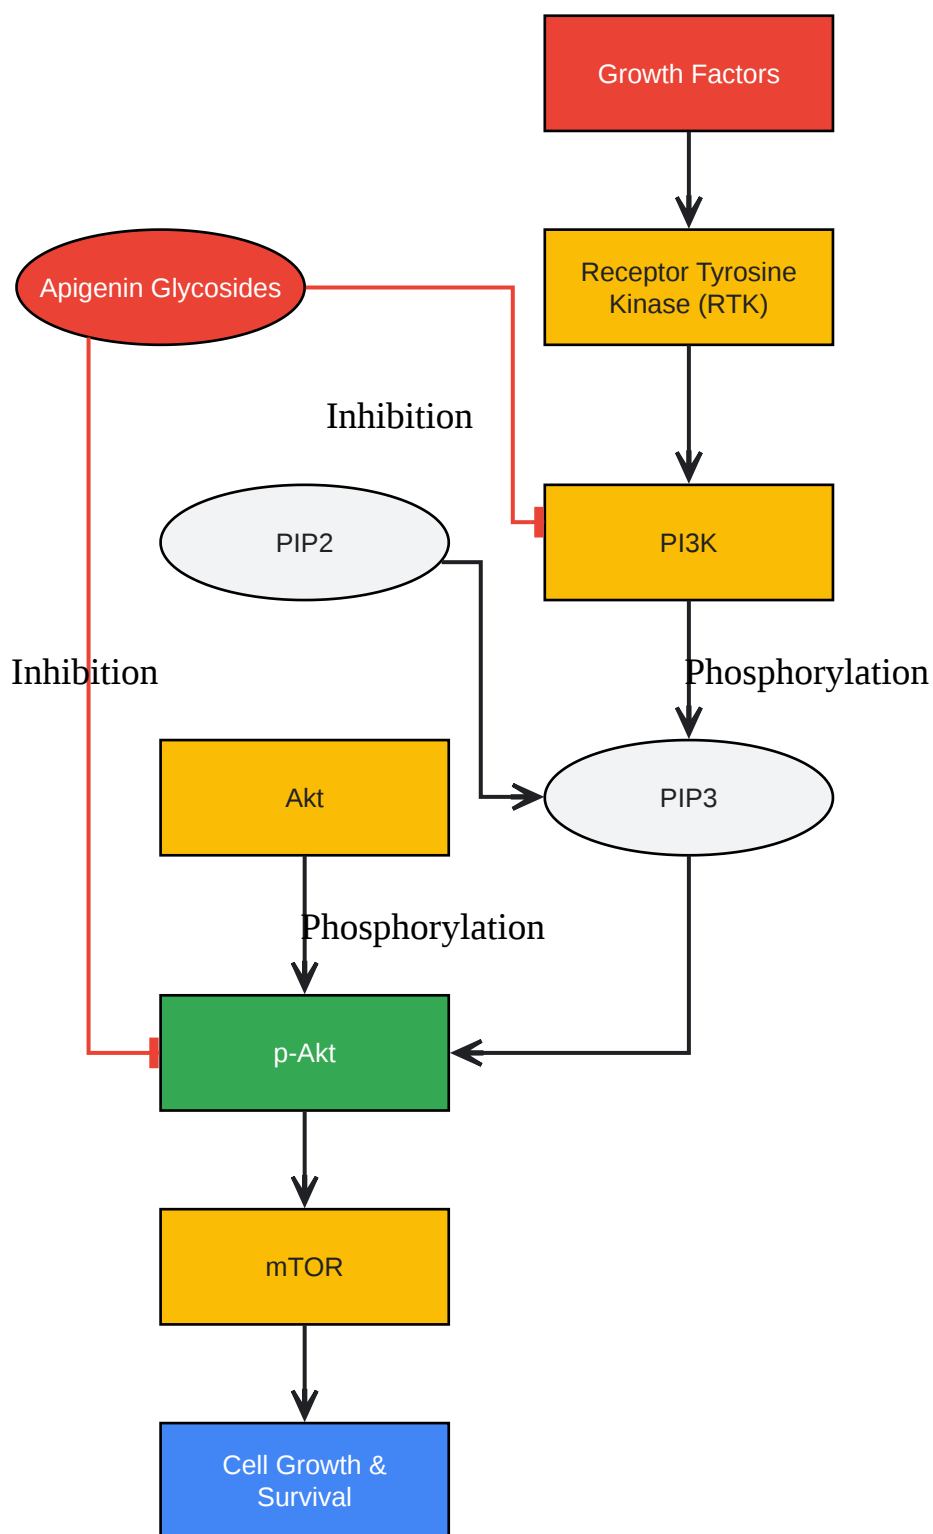 Growth Factors
Receptor Tyrosine
Kinase (RTK)
Apigenin Glycosides
Inhibition
PIP2
PI3K
Inhibition
Phosphorylation
Akt
PIP3
Phosphorylation
p-Akt
mTOR
Cell Growth &
Survival